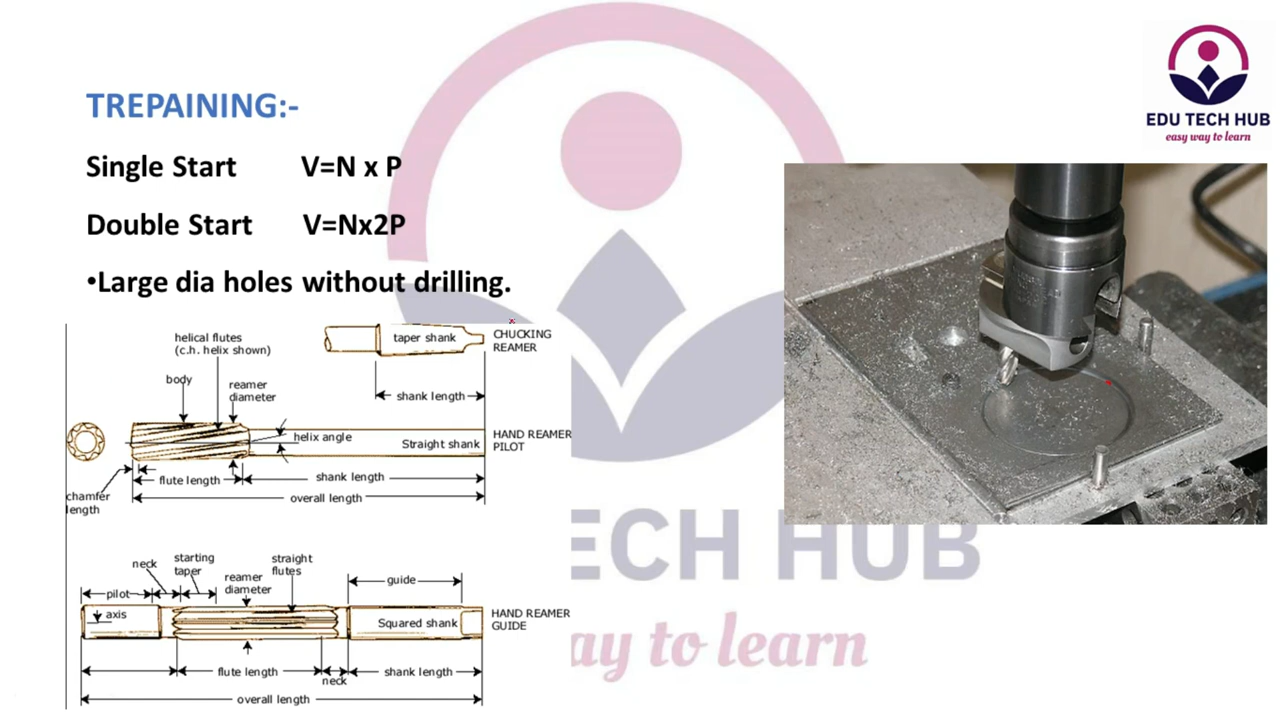 TREPAINING:-
Single Start V=N x P
Double Start V=Nx2P
•Large dia holes without drilling.
EDU TECH HUB
easy way to learn
helical flutes
(c.h. helix shown)
taper shank
CHUCKING
REAMER
body
reamer
diameter
shank length
helix angle
Straight shank
HAND REAMER
PILOT
flute length
shank length
chamfer
length
overall length
neck
starting
taper
straight
flutes
reamer
diameter
guide
pilot
axis
Squared shank
HAND REAMER
GUIDE
flute length
neck
shank length
overall length
ECH HUB
ay to learn